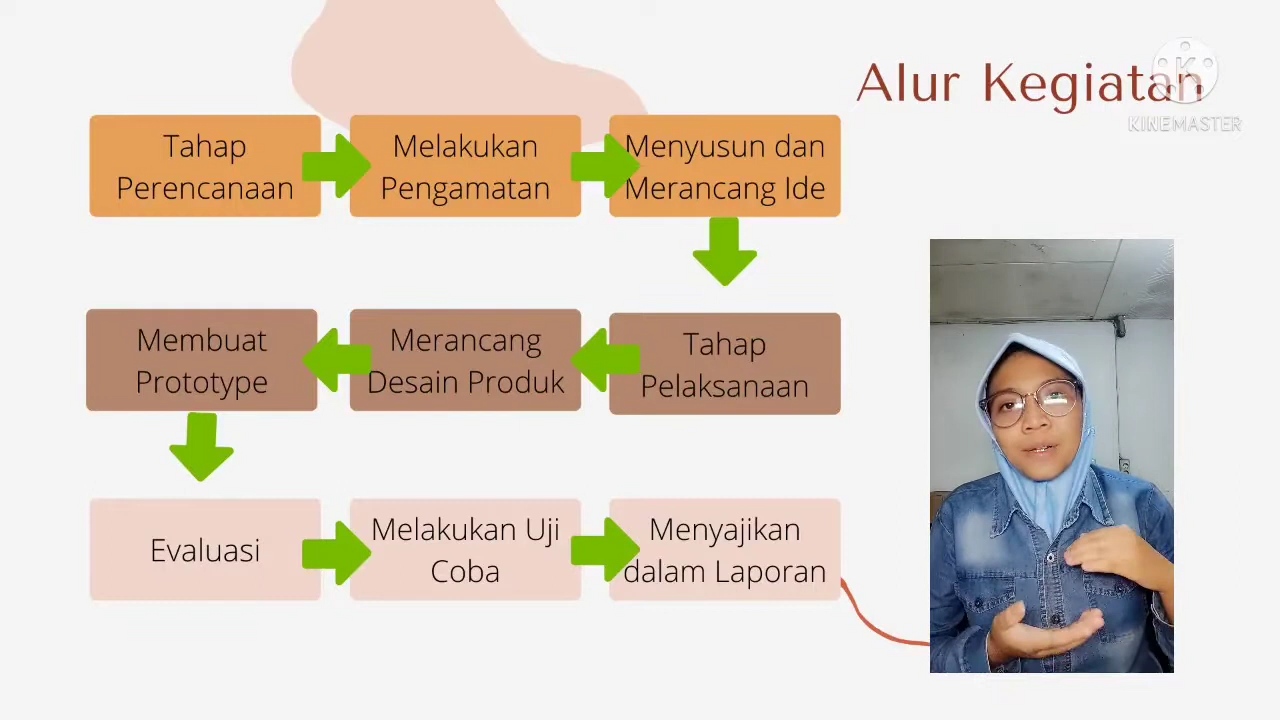 Alur Kegiatan
KINEMASTER
Tahap
Perencanaan
Melakukan
Pengamatan
Menyusun dan
Merancang Ide
Tahap
Pelaksanaan
Merancang
Desain Produk
Membuat
Prototype
Evaluasi
Melakukan Uji
Coba
Menyajikan
dalam Laporan